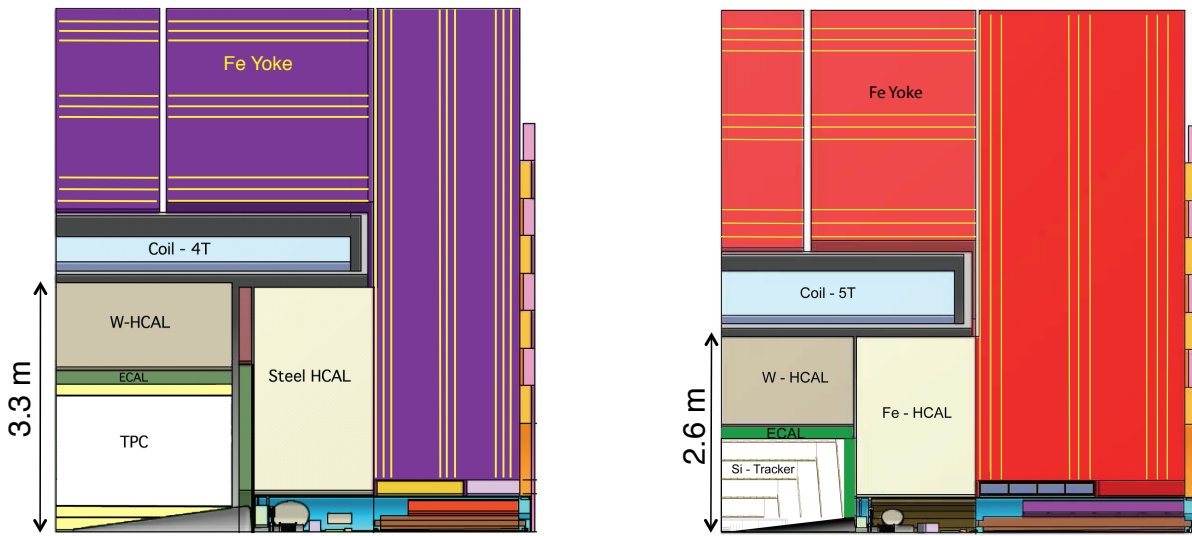 Fe Yoke
Coil - 4T
W-HCAL
ECAL
Steel HCAL
TPC
3.3 m
Fe Yoke
Coil - 5T
W - HCAL
Fe - HCAL
ECAL
Si - Tracker
2.6 m